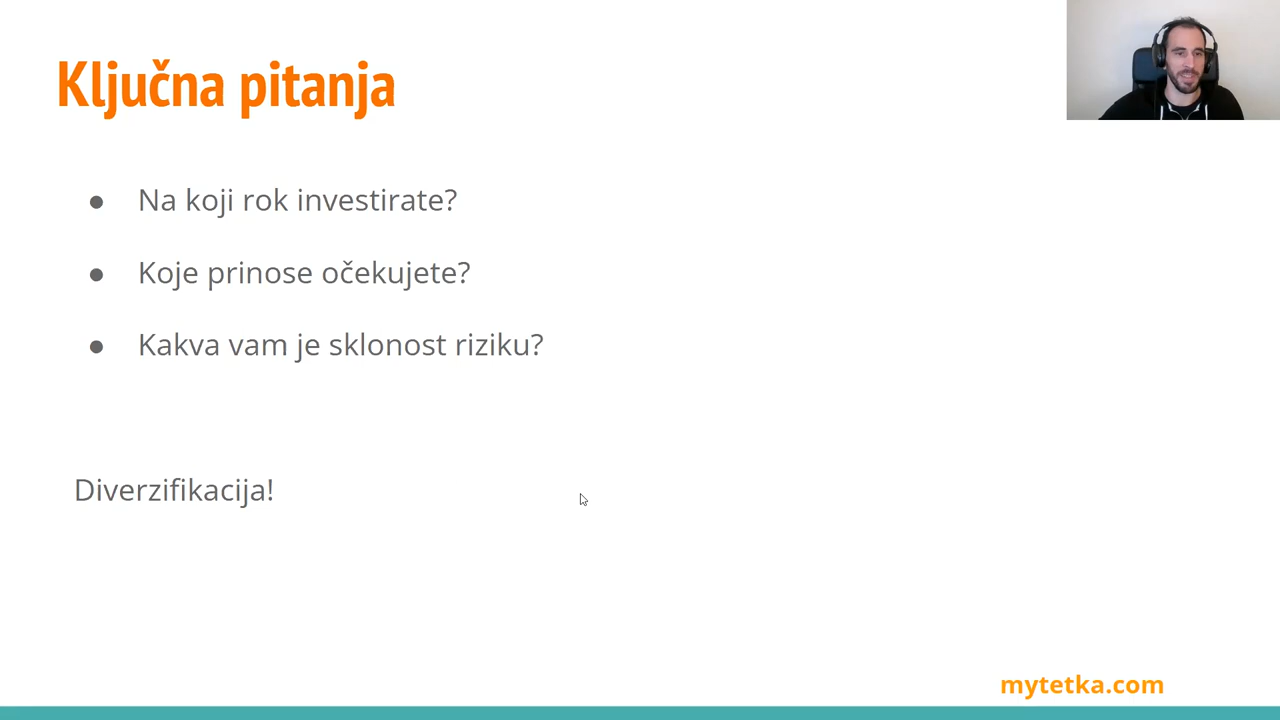 Ključna pitanja
● Na koji rok investirate?
● Koje prinose očekujete?
● Kakva vam je sklonost riziku?
Diverzifikacija!
mytetka.com